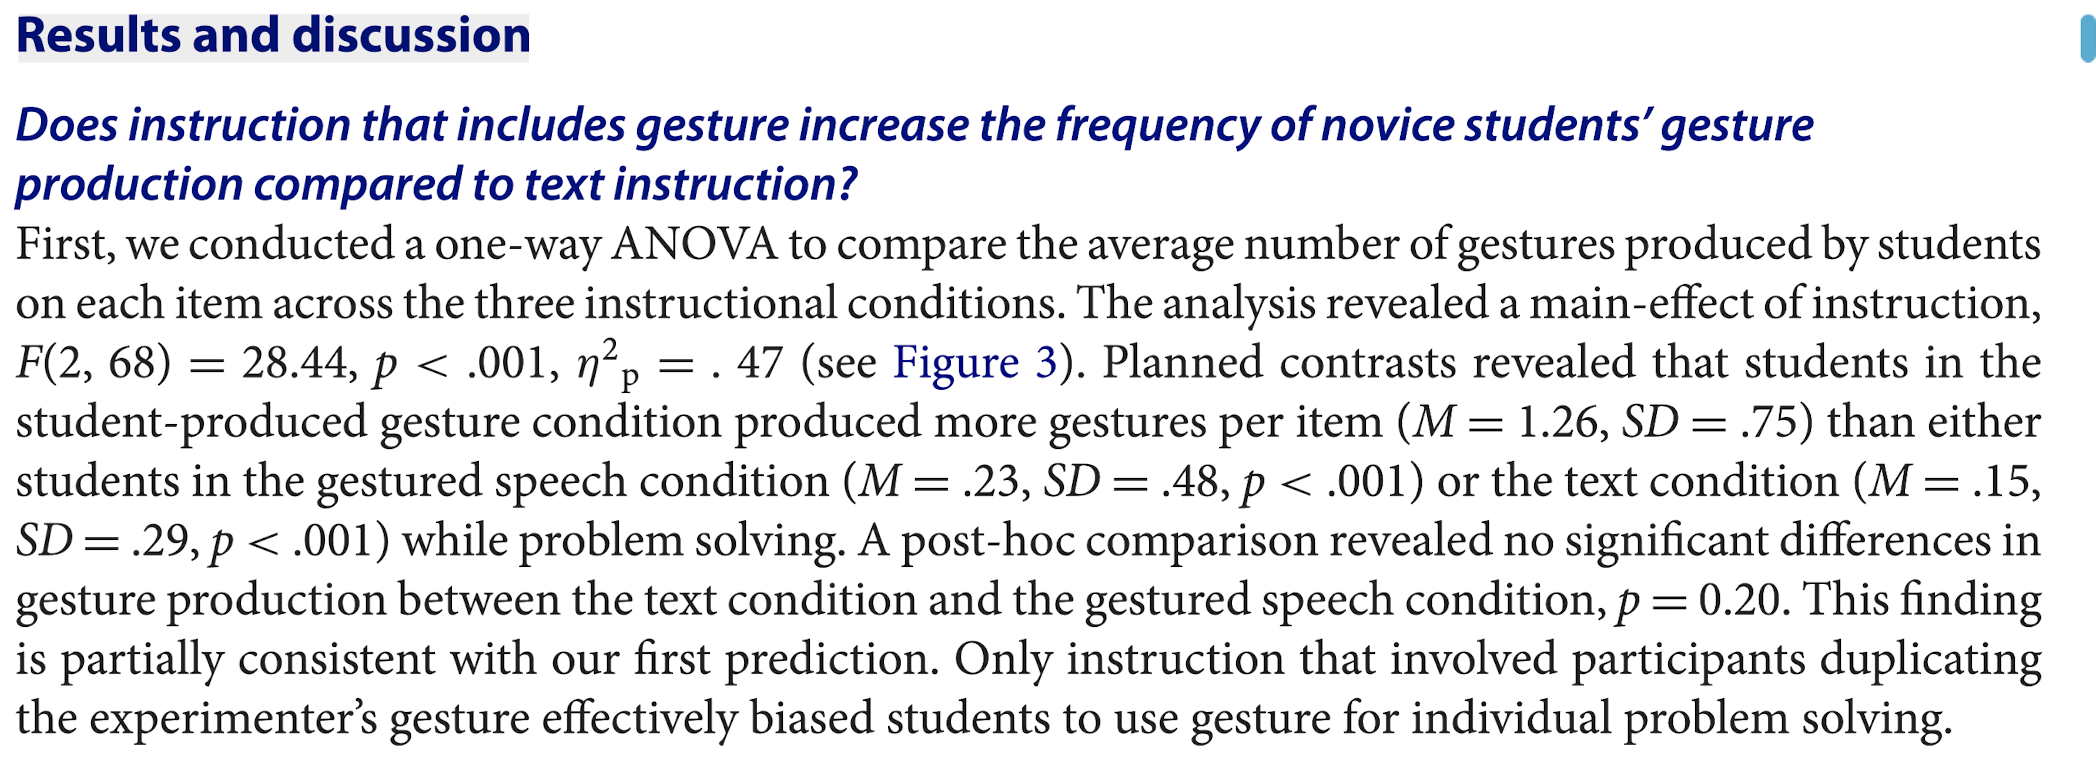 Results and discussion
Does instruction that includes gesture increase the frequency of novice students’ gesture
production compared to text instruction?
First, we conducted a one-way ANOVA to compare the average number of gestures produced by students
on each item across the three instructional conditions. The analysis revealed a main-effect of instruction,
F(2, 68) = 28.44, p < .001, η²ₚ = . 47 (see Figure 3). Planned contrasts revealed that students in the
student-produced gesture condition produced more gestures per item (M = 1.26, SD = .75) than either
students in the gestured speech condition (M = .23, SD = .48, p < .001) or the text condition (M = .15,
SD = .29, p < .001) while problem solving. A post-hoc comparison revealed no significant differences in
gesture production between the text condition and the gestured speech condition, p = 0.20. This finding
is partially consistent with our first prediction. Only instruction that involved participants duplicating
the experimenter’s gesture effectively biased students to use gesture for individual problem solving.